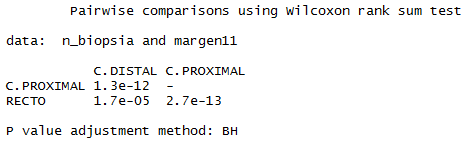 Pairwise comparisons using Wilcoxon rank sum test
data:  n_biopsia and margen11
           C.DISTAL C.PROXIMAL
C.PROXIMAL 1.3e-12  -
RECTO      1.7e-05  2.7e-13
P value adjustment method: BH